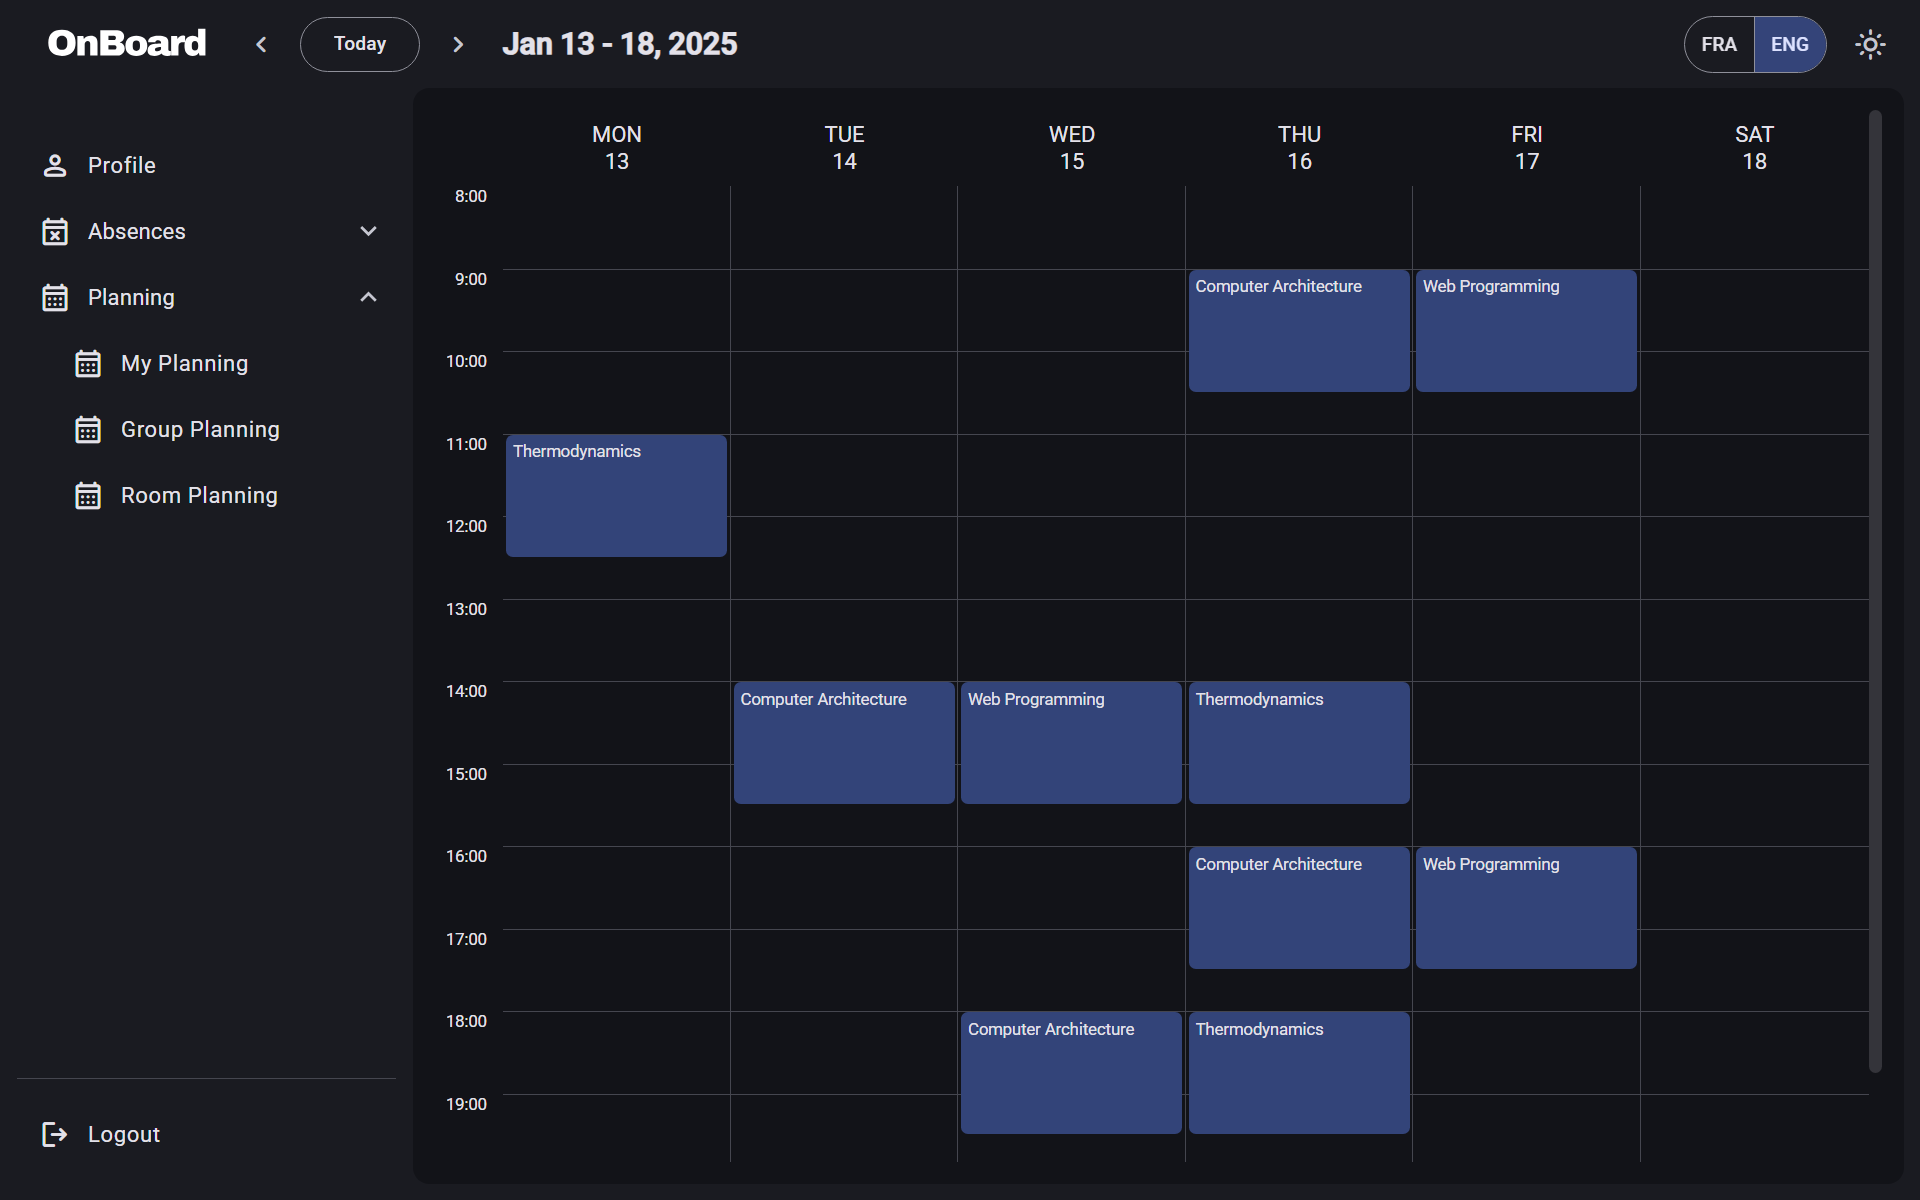 OnBoard
Today
Jan 13 - 18, 2025
FRA
ENG
Profile
Absences
Planning
My Planning
Group Planning
Room Planning
Logout
MON
13
TUE
14
WED
15
THU
16
FRI
17
SAT
18
8:00
9:00
Computer Architecture
Web Programming
10:00
11:00
Thermodynamics
12:00
13:00
14:00
Computer Architecture
Web Programming
Thermodynamics
15:00
16:00
Computer Architecture
Web Programming
17:00
18:00
Computer Architecture
Thermodynamics
19:00